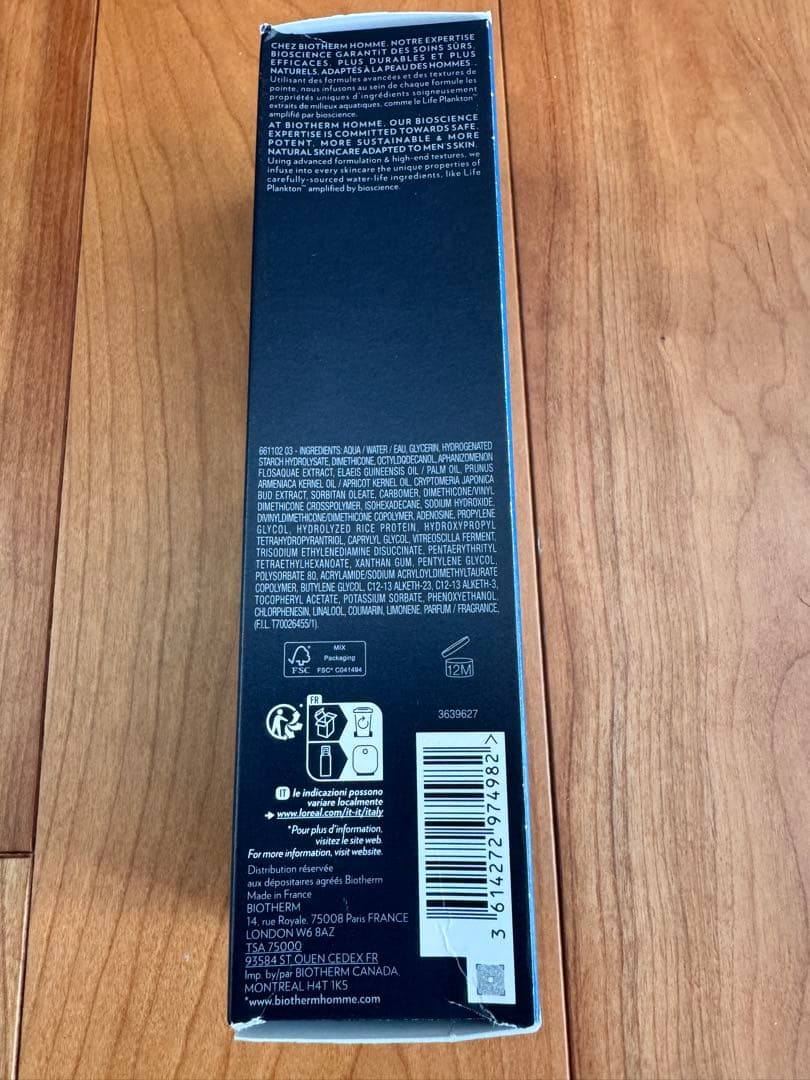 CHEZ BIOTHERM HOMME, NOTRE EXPERTISE
BIOSCIENCE GARANTIT DES SOINS SÛRS,
EFFICACES, PLUS DURABLES ET PLUS
NATURELS, ADAPTÉS À LA PEAU DES HOMMES.
Utilisant des formules avancées et des textures de
pointe, nous infusons au sein de chaque formule les
propriétés uniques d'ingrédients soigneusement
extraits de milieux aquatiques, comme le Life Plankton™
amplifié par bioscience.
AT BIOTHERM HOMME, OUR BIOSCIENCE
EXPERTISE IS COMMITTED TOWARDS SAFE,
POTENT, MORE SUSTAINABLE & MORE
NATURAL SKINCARE ADAPTED TO MEN'S SKIN.
Using advanced formulation & high-end textures, we
infuse into every skincare the unique properties of
carefully-sourced water-life ingredients, like Life
Plankton™ amplified by bioscience.
661102 03 - INGREDIENTS: AQUA / WATER / EAU, GLYCERIN, HYDROGENATED
STARCH HYDROLYSATE, DIMETHICONE, OCTYLDODECANOL, APHANIZOMENON
FLOSAQUAE EXTRACT, ELAEIS GUINEENSIS OIL / PALM OIL, PRUNUS
ARMENIACA KERNEL OIL / APRICOT KERNEL OIL, CRYPTOMERIA JAPONICA
BUD EXTRACT, SORBITAN OLEATE, CARBOMER, DIMETHICONE/VINYL
DIMETHICONE CROSSPOLYMER, ISOHEXADECANE, SODIUM HYDROXIDE,
DIVINYLDIMETHICONE/DIMETHICONE COPOLYMER, ADENOSINE, PROPYLENE
GLYCOL, HYDROLYZED RICE PROTEIN, HYDROXYPROPYL
TETRAHYDROPYRANTRIOL, CAPRYLYL GLYCOL, VITREOSCILLA FERMENT,
TRISODIUM ETHYLENEDIAMINE DISUCCINATE, PENTAERYTHRITYL
TETRAETHYLHEXANOATE, XANTHAN GUM, PENTYLENE GLYCOL,
POLYSORBATE 80, ACRYLAMIDE/SODIUM ACRYLOYLDIMETHYLTAURATE
COPOLYMER, BUTYLENE GLYCOL, C12-13 ALKETH-23, C12-13 ALKETH-3,
TOCOPHERYL ACETATE, POTASSIUM SORBATE, PHENOXYETHANOL,
CHLORPHENESIN, LINALOOL, COUMARIN, LIMONENE, PARFUM / FRAGRANCE,
(F.I.L. T70026455/1).
FSC
MIX
Packaging
FSC® C041494
12M
3639627
FR
IT le indicazioni possono
variare localmente
www.loreal.com/it-it/italy
*Pour plus d'information,
visitez le site web.
For more information, visit website.
Distribution réservée
aux dépositaires agréés Biotherm
Made in France
BIOTHERM
14, rue Royale, 75008 Paris FRANCE
LONDON W6 8AZ
TSA 75000
93584 ST OUEN CEDEX FR
Imp. by/par BIOTHERM CANADA,
MONTREAL H4T 1K5
*www.biothermhomme.com
3 614272 974982 >